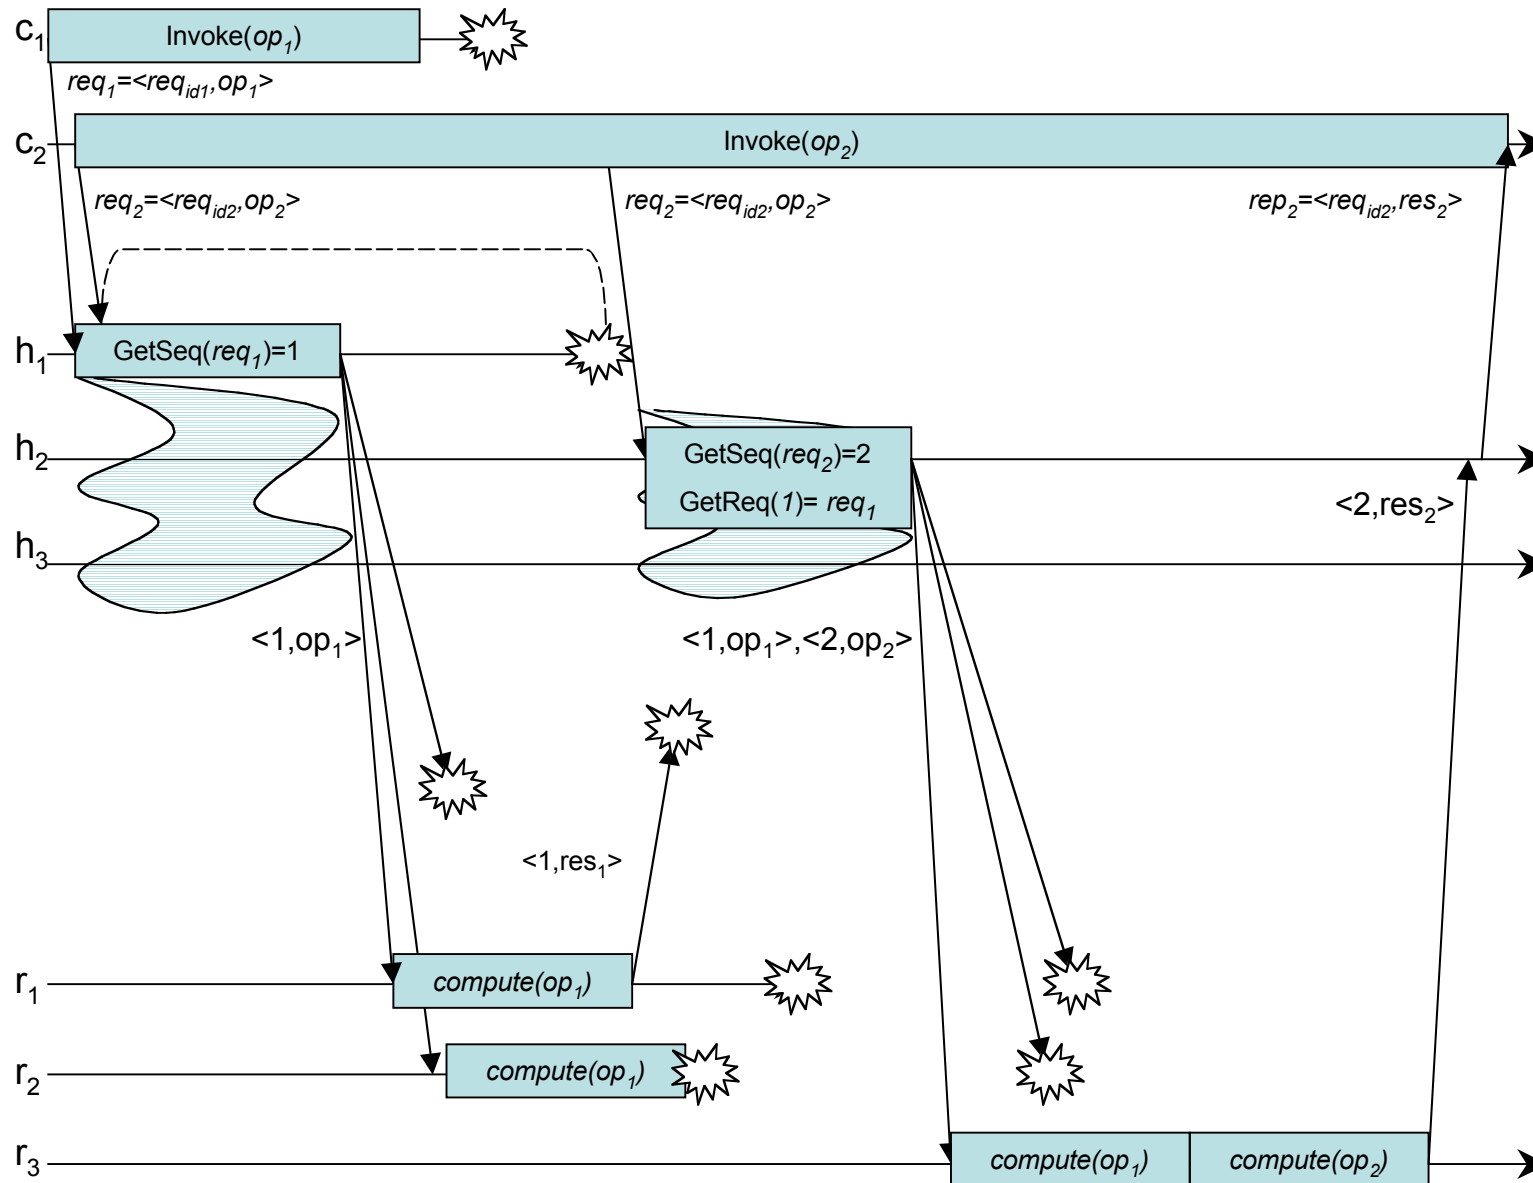 c1
Invoke(op1)
req1=<reqid1,op1>
c2
Invoke(op2)
req2=<reqid2,op2>
req2=<reqid2,op2>
rep2=<reqid2,res2>
h1
GetSeq(req1)=1
h2
GetSeq(req2)=2
GetReq(1)= req1
<2,res2>
h3
<1,op1>
<1,op1>,<2,op2>
<1,res1>
r1
compute(op1)
r2
compute(op1)
r3
compute(op1)
compute(op2)